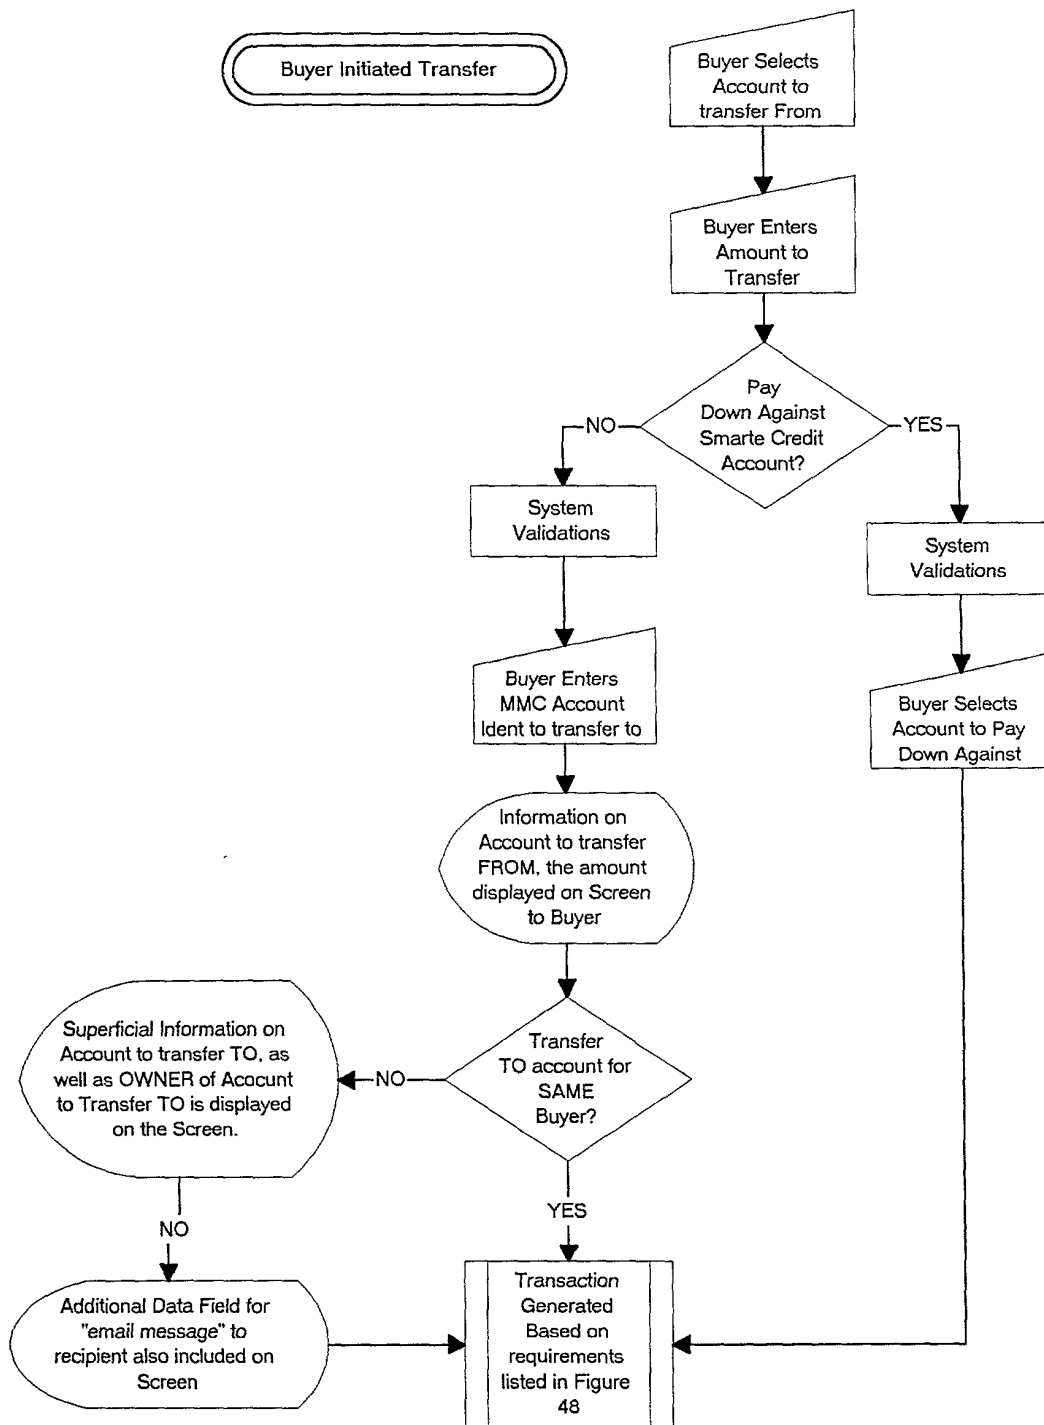 Buyer Initiated Transfer
Buyer Selects
Account to
transfer From
Buyer Enters
Amount to
Transfer
Pay
Down Against
Smarte Credit
Account?
NO
YES
System
Validations
System
Validations
Buyer Enters
MMC Account
Ident to transfer to
Buyer Selects
Account to Pay
Down Against
Information on
Account to transfer
FROM, the amount
displayed on Screen
to Buyer
Transfer
TO account for
SAME
Buyer?
NO
Superficial Information on
Account to transfer TO, as
well as OWNER of Acocunt
to Transfer TO is displayed
on the Screen.
YES
NO
Additional Data Field for
"email message" to
recipient also included on
Screen
Transaction
Generated
Based on
requirements
listed in Figure
48